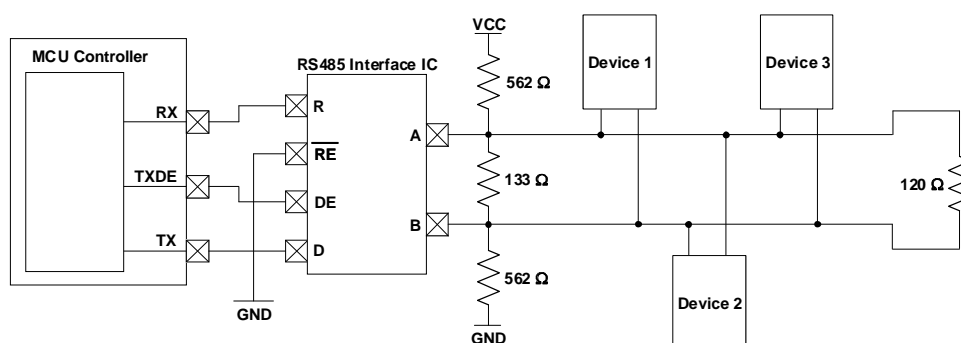 MCU Controller
RX
TXDE
TX
RS485 Interface IC
R
RE
DE
D
A
B
GND
VCC
562 Ω
133 Ω
562 Ω
GND
Device 1
Device 3
Device 2
120 Ω